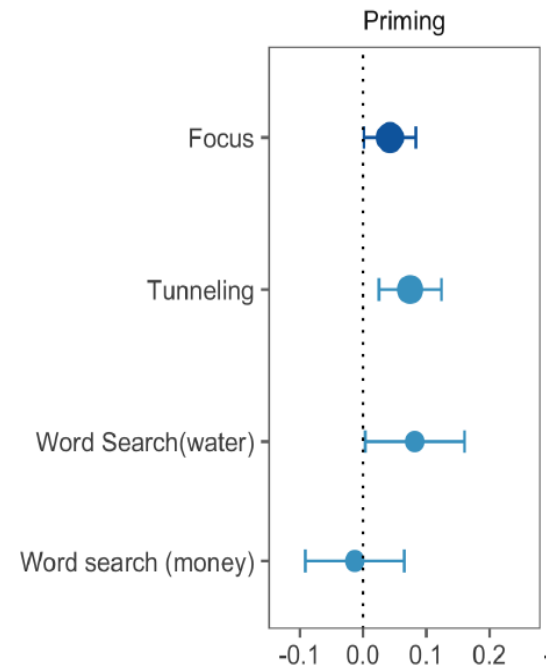 Priming
Focus
Tunneling
Word Search(water)
Word search (money)
-0.1 0.0 0.1 0.2